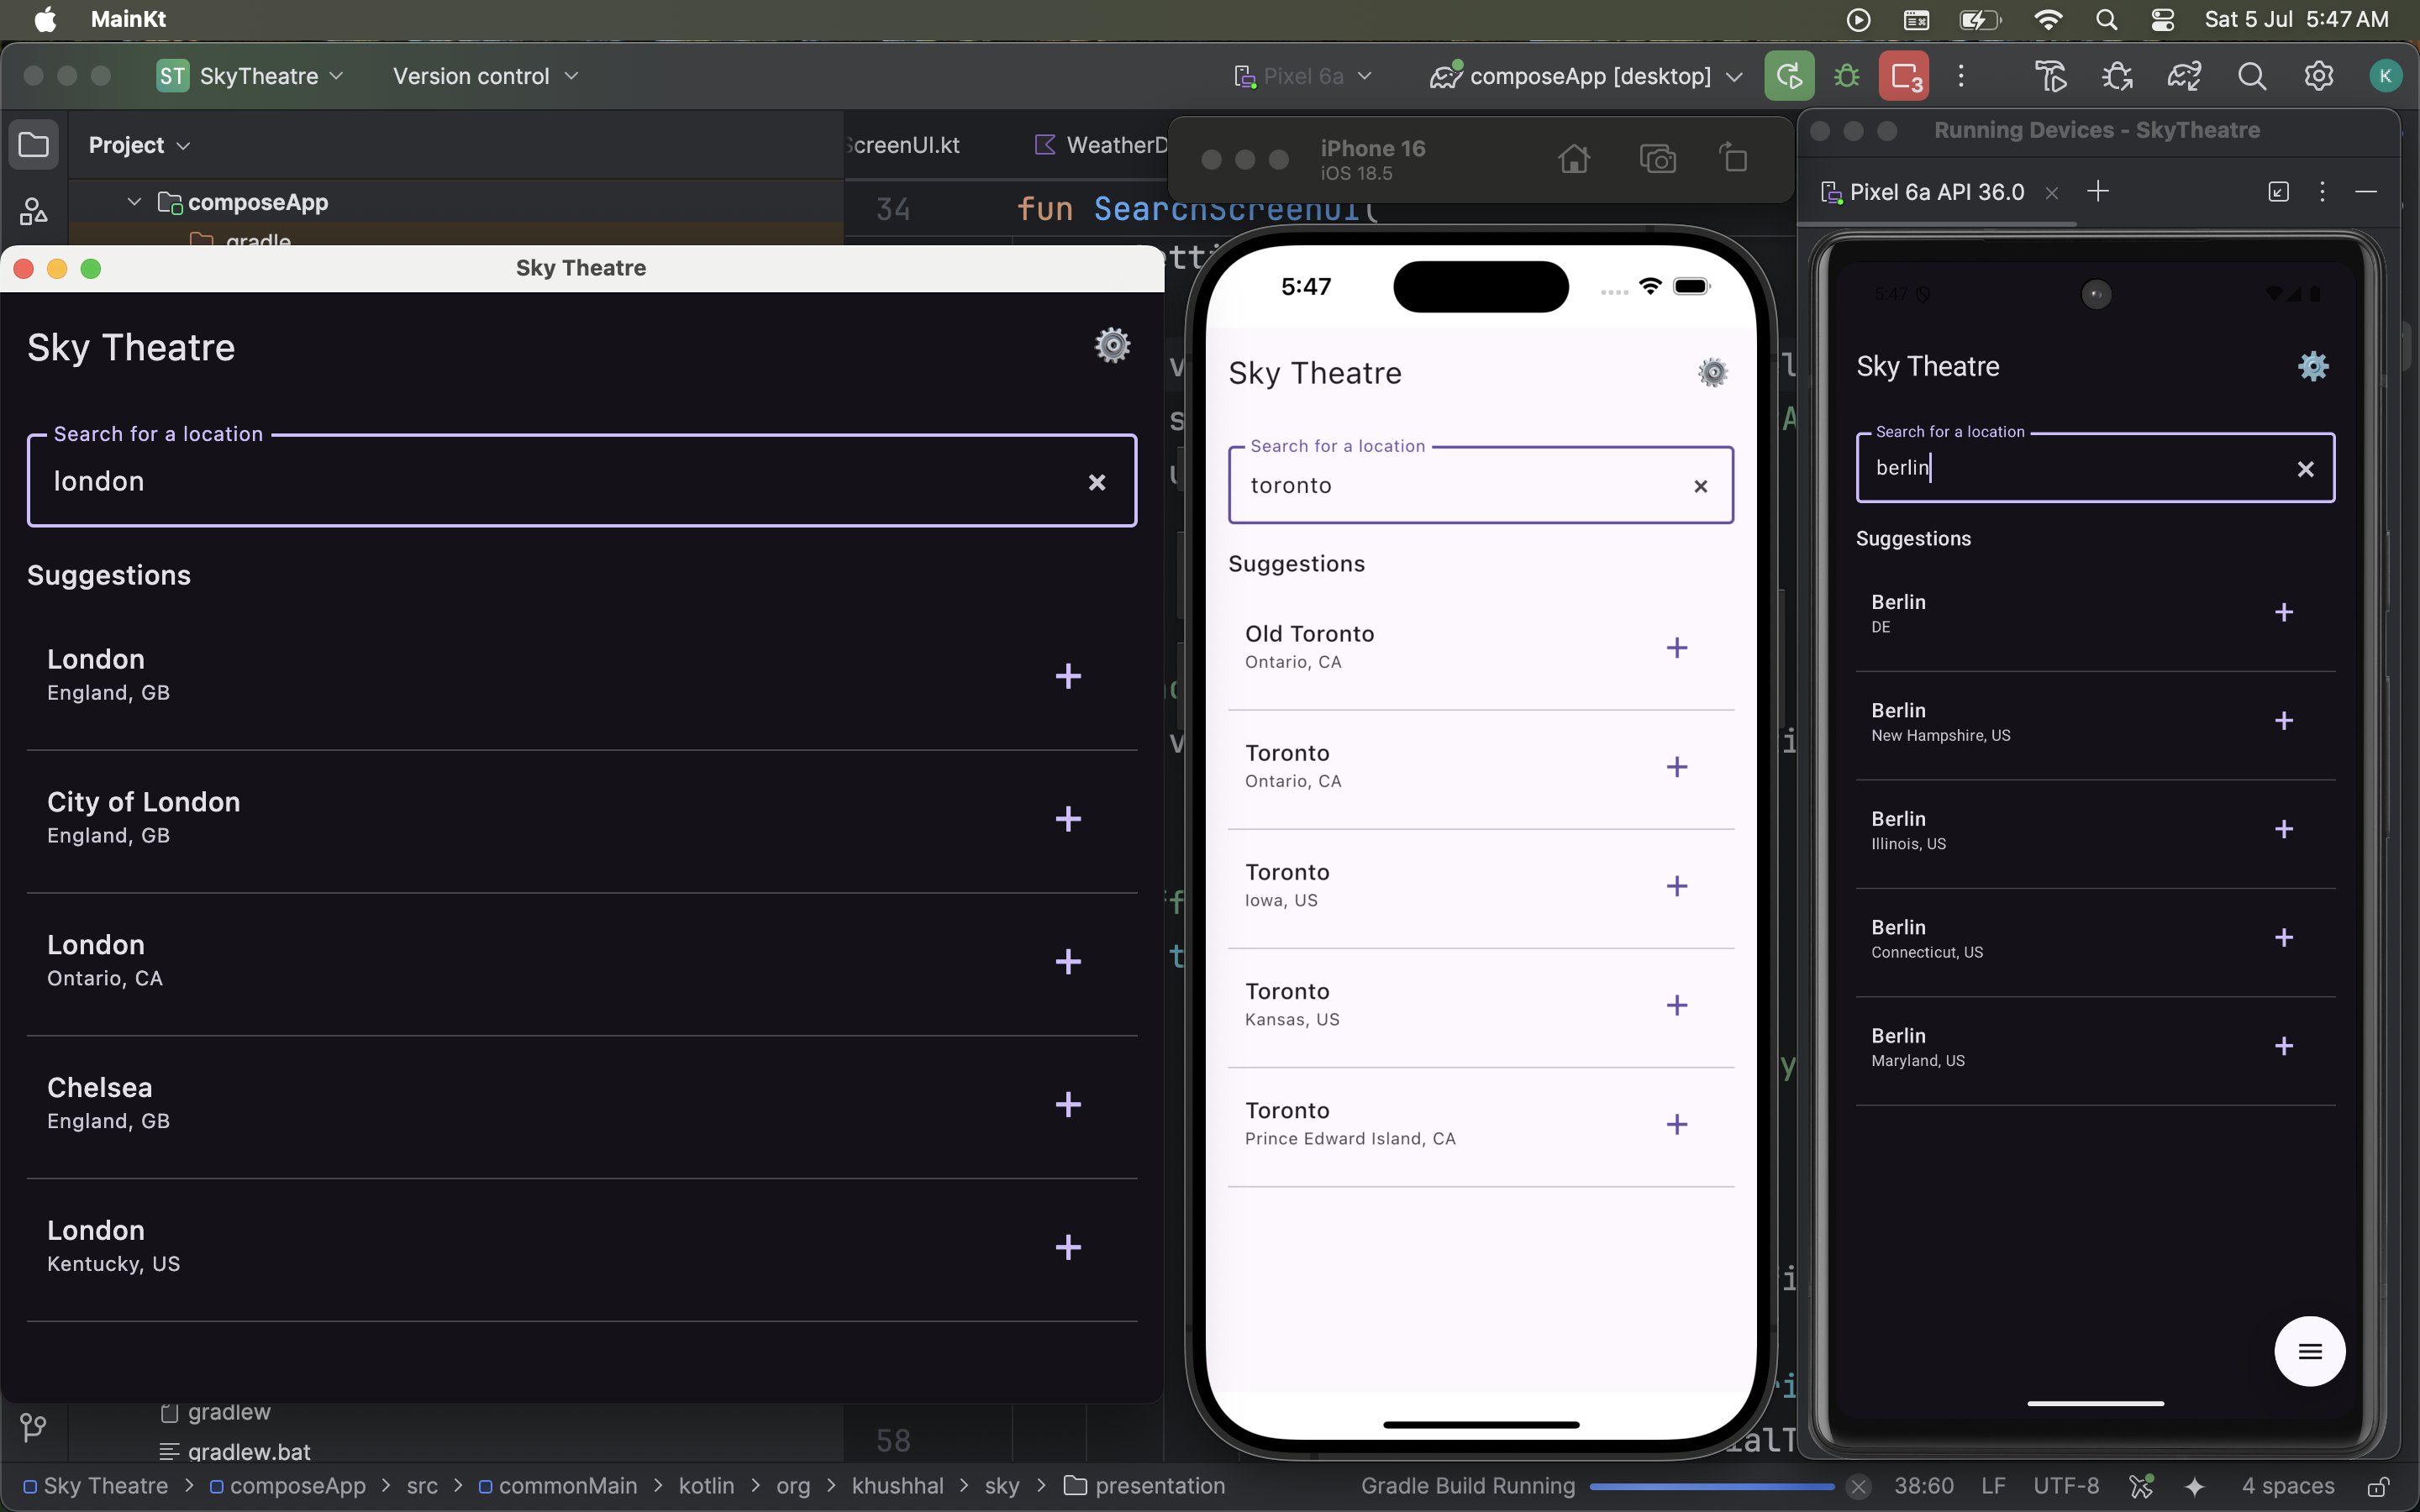 MainKt
Sat 5 Jul 5:47 AM
ST SkyTheatre
Version control
Pixel 6a
composeApp [desktop]
3
K
Project
ScreenUI.kt
iPhone 16
iOS 18.5
Running Devices - SkyTheatre
Pixel 6a API 36.0
composeApp
gradle
34 fun SearchScreenUI(
Sky Theatre
Sky Theatre
Search for a location
london
Suggestions
London
England, GB
City of London
England, GB
London
Ontario, CA
Chelsea
England, GB
London
Kentucky, US
5:47
Sky Theatre
Search for a location
toronto
Suggestions
Old Toronto
Ontario, CA
Toronto
Ontario, CA
Toronto
Iowa, US
Toronto
Kansas, US
Toronto
Prince Edward Island, CA
5:47
Sky Theatre
Search for a location
berlin
Suggestions
Berlin
DE
Berlin
New Hampshire, US
Berlin
Illinois, US
Berlin
Connecticut, US
Berlin
Maryland, US
gradlew
gradlew.bat
58
Sky Theatre > composeApp > src > commonMain > kotlin > org > khushhal > sky > presentation
Gradle Build Running
38:60 LF UTF-8 4 spaces